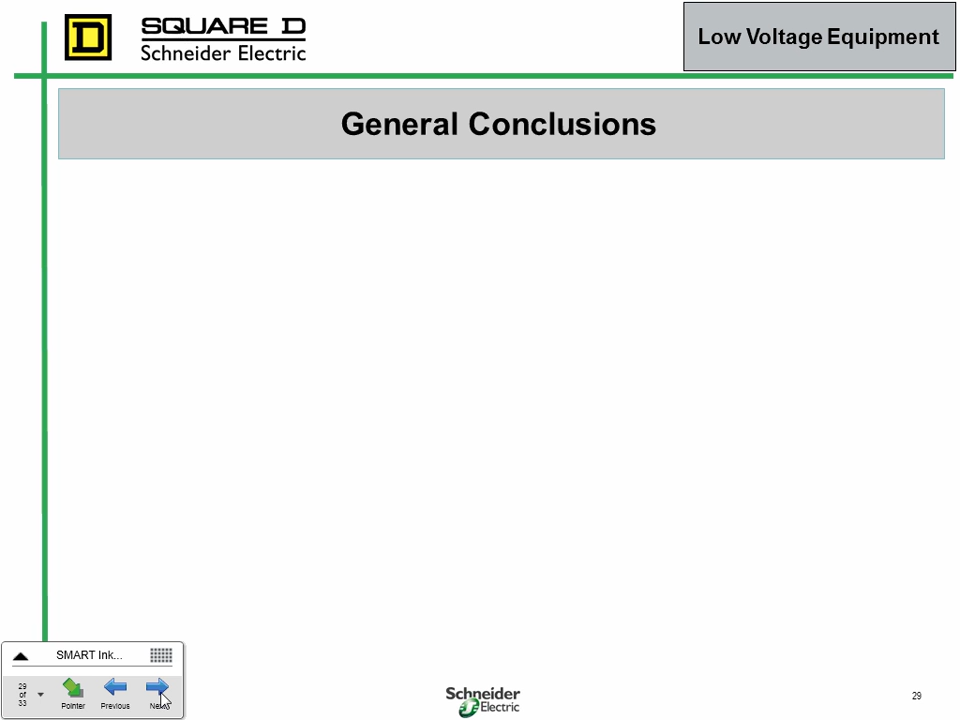 D
SQUARE D
Schneider Electric
Low Voltage Equipment
General Conclusions
SMART Ink...
29
of
33
Pointer
Previous
Schneider
Electric
29